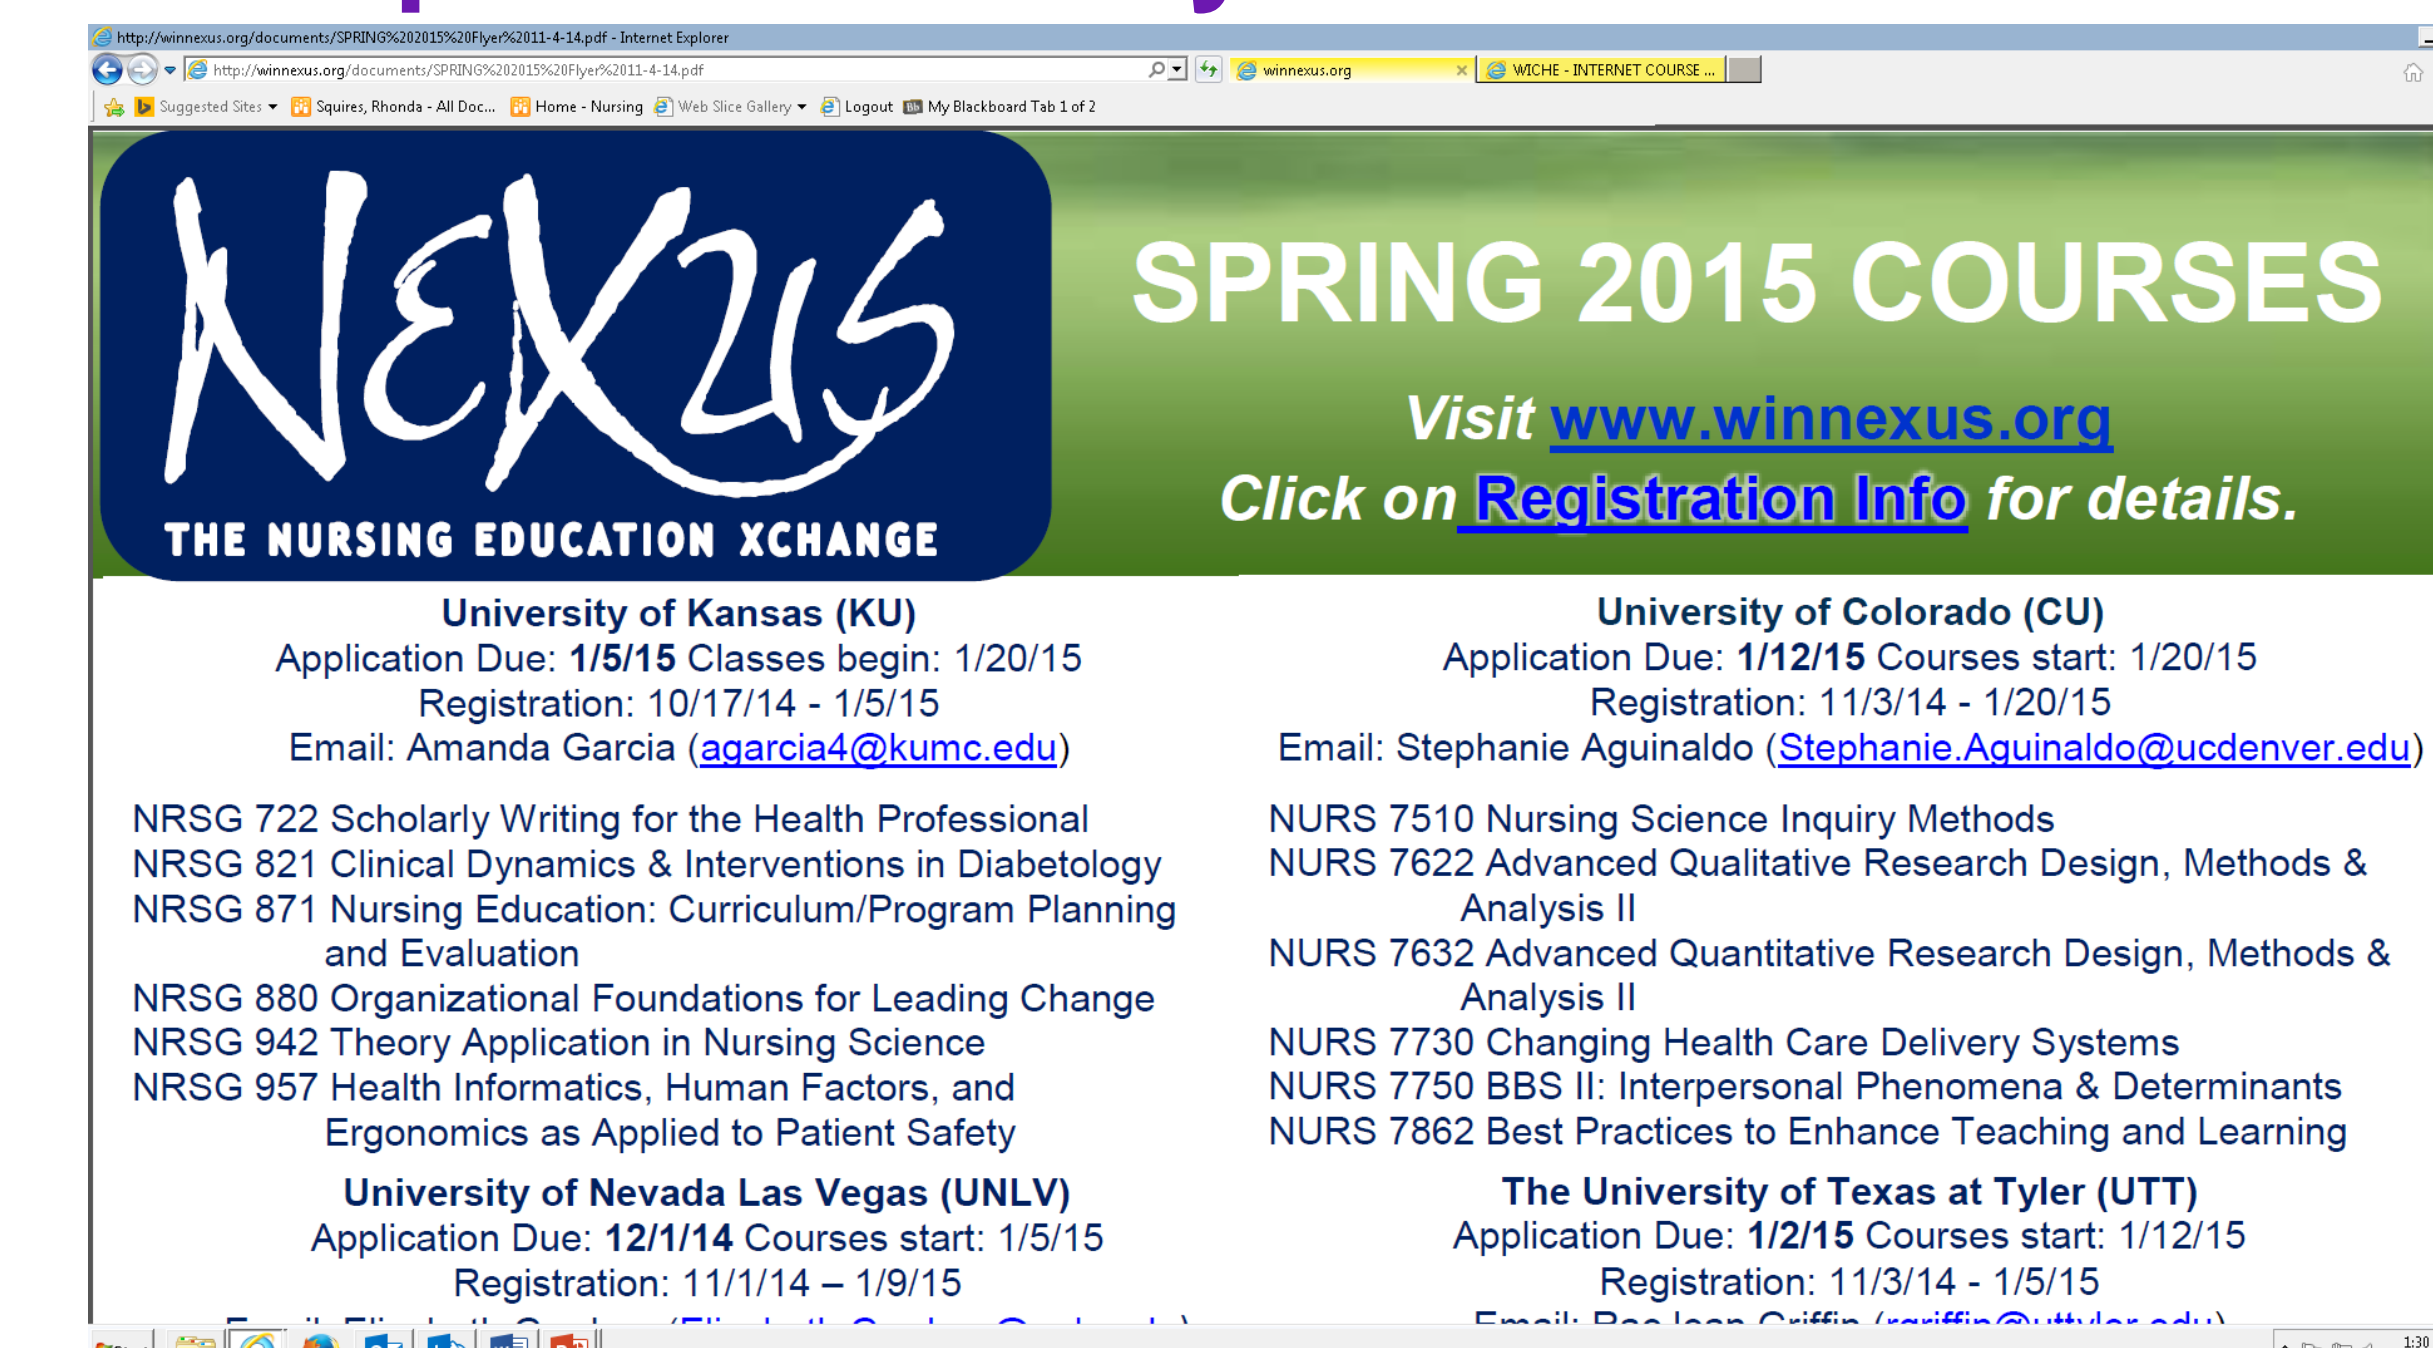 http://winnexus.org/documents/SPRING%202015%20Flyer%2011-4-14.pdf - Internet Explorer
http://winnexus.org/documents/SPRING%202015%20Flyer%2011-4-14.pdf
winnexus.org
WICHE - INTERNET COURSE ...
Suggested Sites
Squires, Rhonda - All Doc...
Home - Nursing
Web Slice Gallery
Logout
My Blackboard Tab 1 of 2
NEXUS
THE NURSING EDUCATION XCHANGE
SPRING 2015 COURSES
Visit www.winnexus.org
Click on Registration Info for details.
University of Kansas (KU)
Application Due: 1/5/15 Classes begin: 1/20/15
Registration: 10/17/14 - 1/5/15
Email: Amanda Garcia (agarcia4@kumc.edu)
NRSG 722 Scholarly Writing for the Health Professional
NRSG 821 Clinical Dynamics & Interventions in Diabetology
NRSG 871 Nursing Education: Curriculum/Program Planning
and Evaluation
NRSG 880 Organizational Foundations for Leading Change
NRSG 942 Theory Application in Nursing Science
NRSG 957 Health Informatics, Human Factors, and
Ergonomics as Applied to Patient Safety
University of Nevada Las Vegas (UNLV)
Application Due: 12/1/14 Courses start: 1/5/15
Registration: 11/1/14 – 1/9/15
University of Colorado (CU)
Application Due: 1/12/15 Courses start: 1/20/15
Registration: 11/3/14 - 1/20/15
Email: Stephanie Aguinaldo (Stephanie.Aguinaldo@ucdenver.edu)
NURS 7510 Nursing Science Inquiry Methods
NURS 7622 Advanced Qualitative Research Design, Methods &
Analysis II
NURS 7632 Advanced Quantitative Research Design, Methods &
Analysis II
NURS 7730 Changing Health Care Delivery Systems
NURS 7750 BBS II: Interpersonal Phenomena & Determinants
NURS 7862 Best Practices to Enhance Teaching and Learning
The University of Texas at Tyler (UTT)
Application Due: 1/2/15 Courses start: 1/12/15
Registration: 11/3/14 - 1/5/15
Email: Rae Jean Griffin (rgriffin@uttyler.edu)
1:30